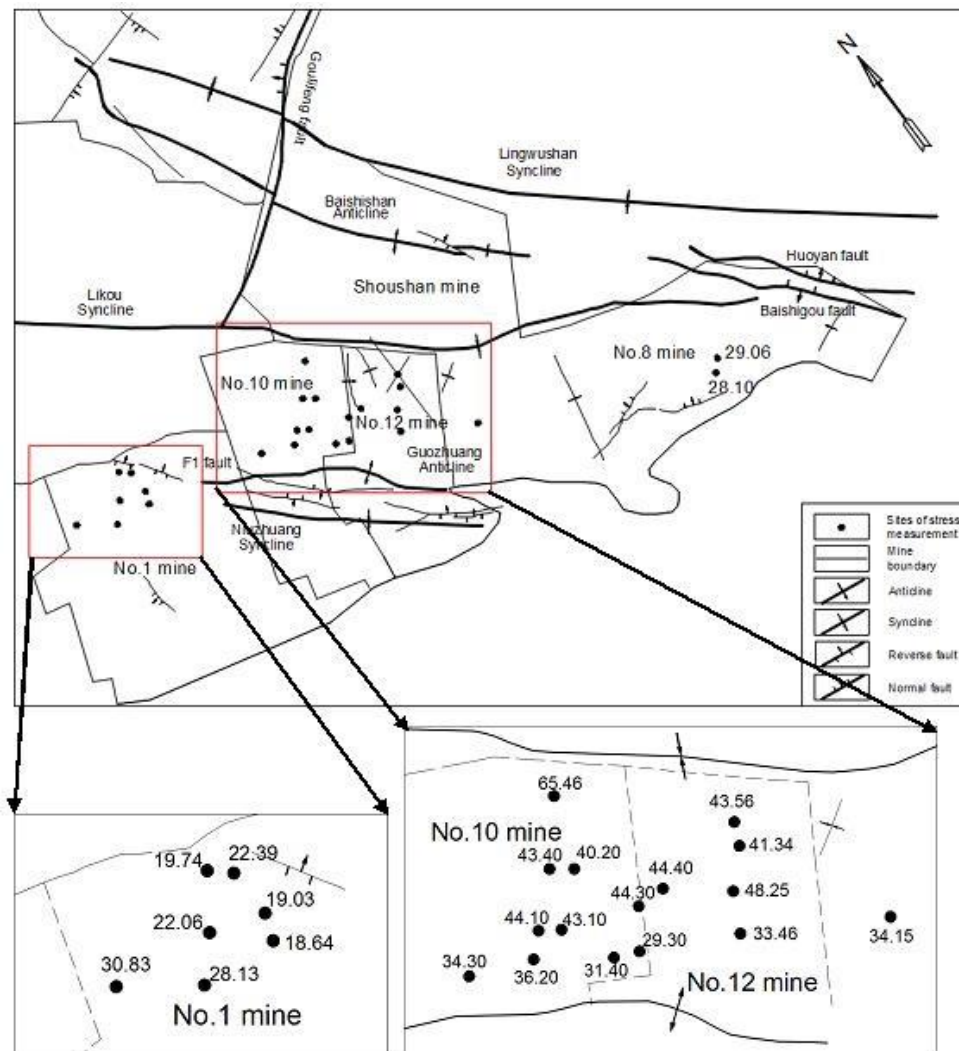 N
Goulifeng fault
Lingwushan
Syncline
Baishishan
Anticline
Huoyan fault
Shoushan mine
Likou
Syncline
Baishigou fault
No.8 mine
29.06
28.10
No.10 mine
No.12 mine
Guozhuang
Anticline
F1 fault
Niuzhuang
Syncline
No.1 mine
Sites of stress
measurement
Mine
boundary
Anticline
Syncline
Reverse fault
Normal fault
65.46
43.56
No.10 mine
41.34
43.40
40.20
44.40
44.30
48.25
44.10
43.10
33.46
34.15
29.30
34.30
36.20
31.40
No.12 mine
19.74
22.39
19.03
22.06
18.64
30.83
28.13
No.1 mine